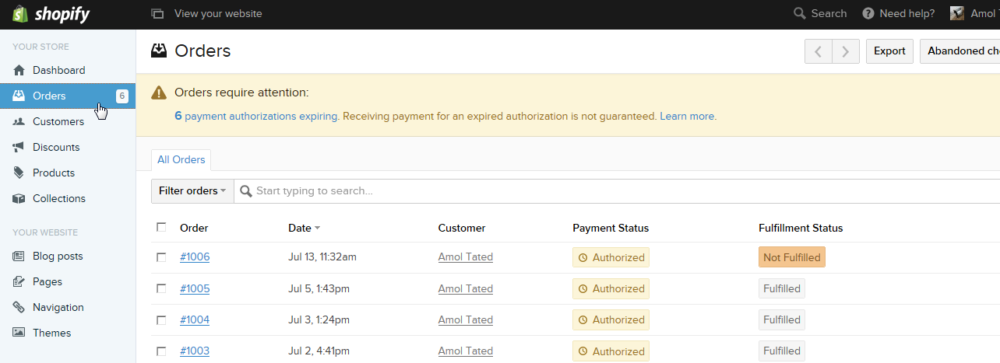 shopify View your website Search Need help? Amol T
YOUR STORE
Dashboard
Orders 6
Customers
Discounts
Products
Collections
YOUR WEBSITE
Blog posts
Pages
Navigation
Themes
Orders Export Abandoned che
Orders require attention:
6 payment authorizations expiring. Receiving payment for an expired authorization is not guaranteed. Learn more.
All Orders
Filter orders Start typing to search...
Order Date Customer Payment Status Fulfillment Status
#1006 Jul 13, 11:32am Amol Tated Authorized Not Fulfilled
#1005 Jul 5, 1:43pm Amol Tated Authorized Fulfilled
#1004 Jul 3, 1:24pm Amol Tated Authorized Fulfilled
#1003 Jul 2, 4:41pm Amol Tated Authorized Fulfilled